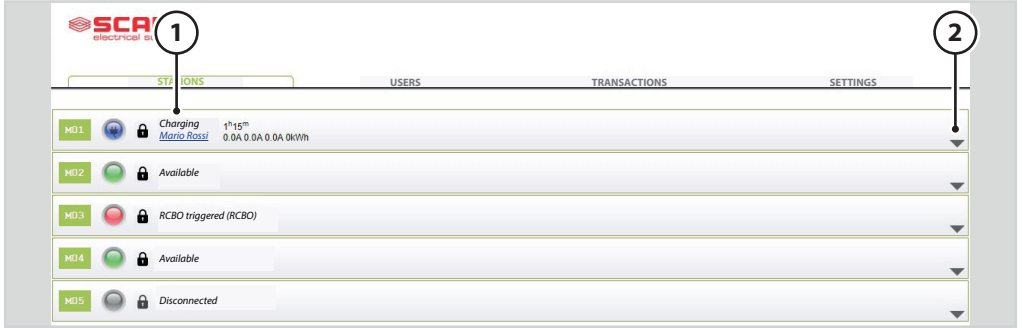 SCA
electrical su
1
2
STATIONS
USERS
TRANSACTIONS
SETTINGS
M01
Charging
1h15m
Mario Rossi
0.0A 0.0A 0.0A 0kWh
M02
Available
M03
RCBO triggered (RCBO)
M04
Available
M05
Disconnected